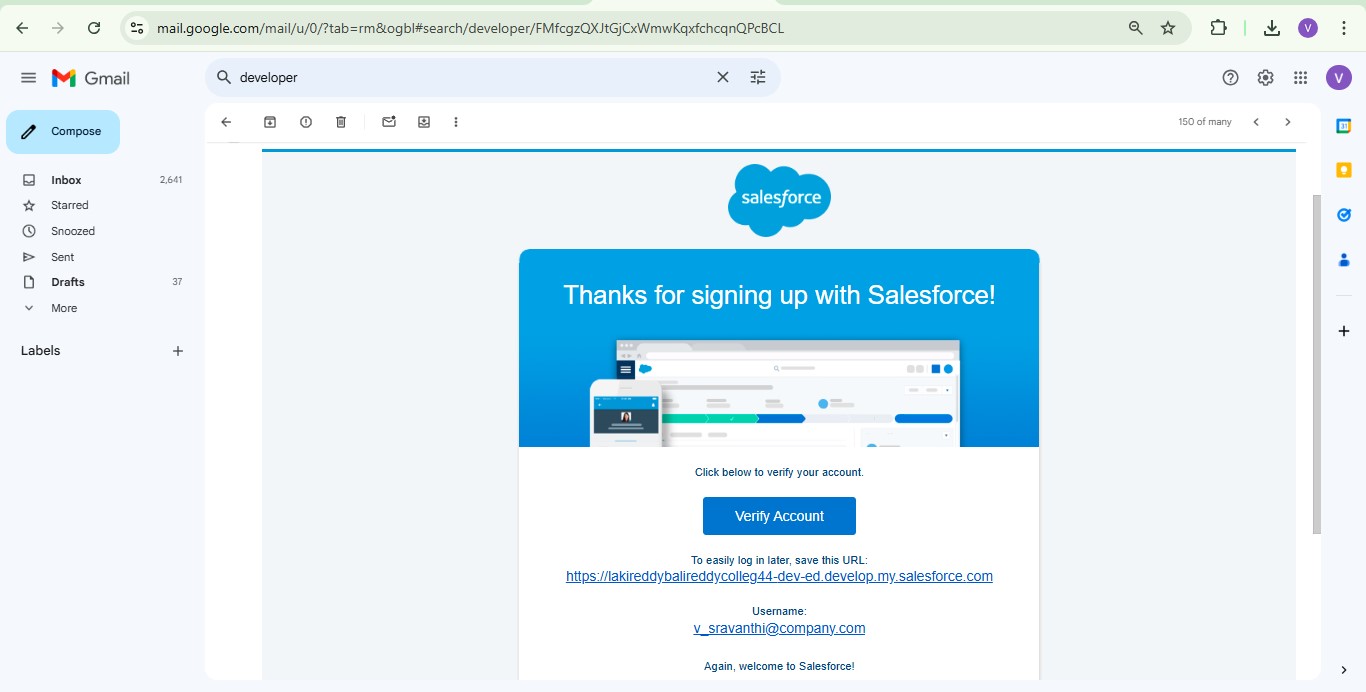 mail.google.com/mail/u/0/?tab=rm&ogbl#search/developer/FMfcgzQXJtGjCxWmwKqxfchcqnQPcBCL
V
Gmail
developer
V
Compose
150 of many
31
Inbox 2,641
Starred
Snoozed
Sent
Drafts 37
More
Labels
salesforce
Thanks for signing up with Salesforce!
Click below to verify your account.
Verify Account
To easily log in later, save this URL:
https://lakireddybalireddycolleg44-dev-ed.develop.my.salesforce.com
Username:
v_sravanthi@company.com
Again, welcome to Salesforce!